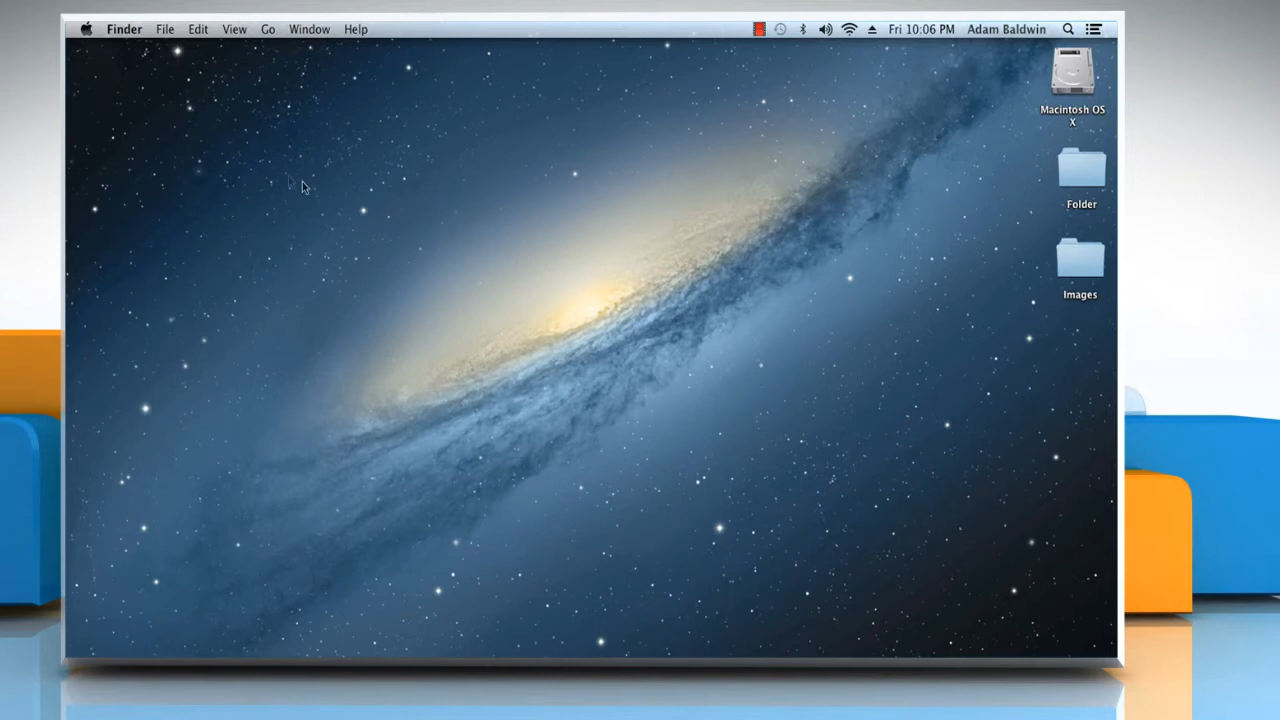 Finder File Edit View Go Window Help Fri 10:06 PM Adam Baldwin
Macintosh OS
X
Folder
Images